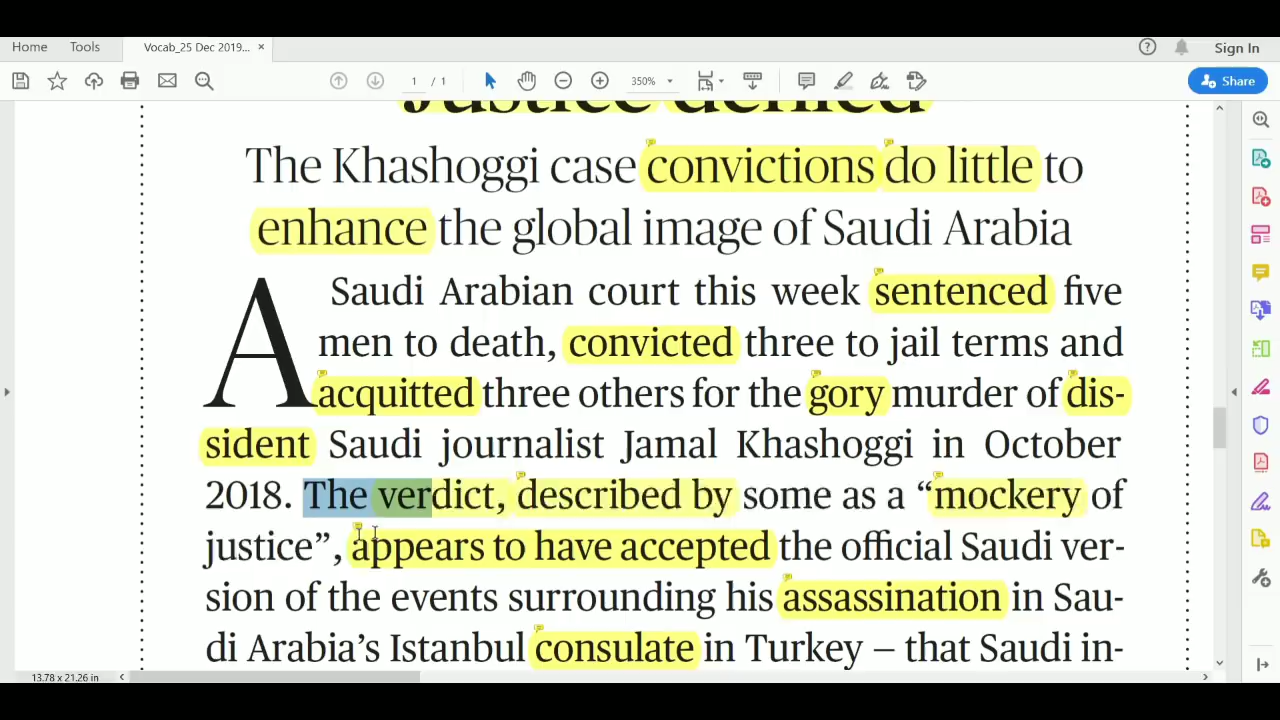 Home Tools Vocab_25 Dec 2019... × Sign In
1 / 1 350% Share
Justice denied
The Khashoggi case convictions do little to
enhance the global image of Saudi Arabia
A Saudi Arabian court this week sentenced five
men to death, convicted three to jail terms and
acquitted three others for the gory murder of dis-
sident Saudi journalist Jamal Khashoggi in October
2018. The verdict, described by some as a “mockery of
justice”, appears to have accepted the official Saudi ver-
sion of the events surrounding his assassination in Sau-
di Arabia’s Istanbul consulate in Turkey – that Saudi in-
13.78 x 21.26 in